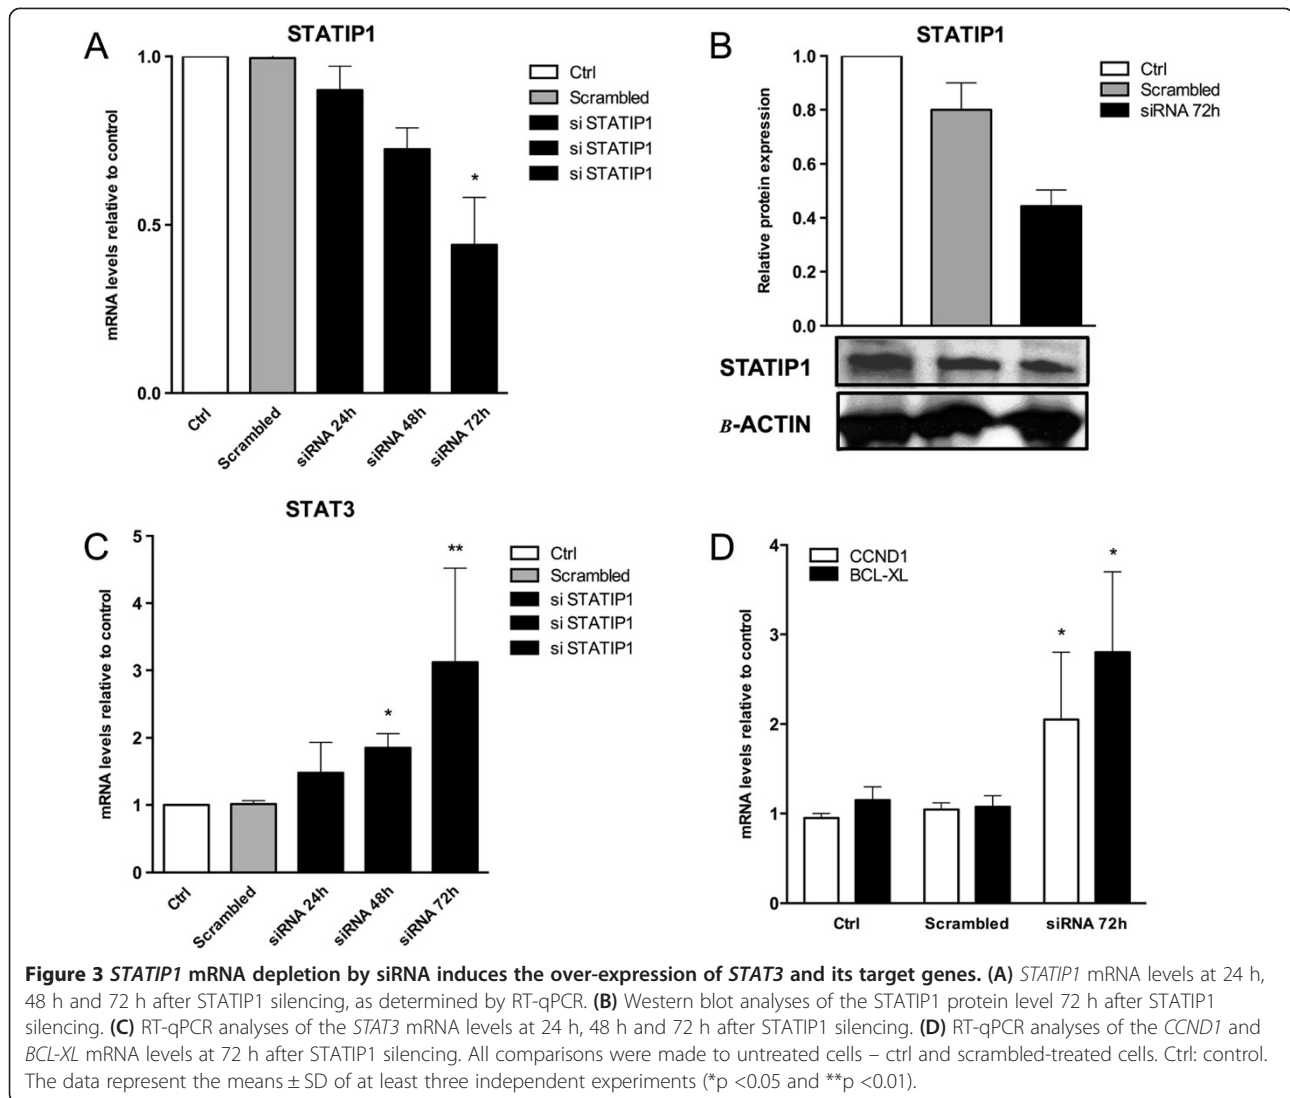 A
STATIP1
mRNA levels relative to control
1.0
0.5
0.0
Ctrl
Scrambled
siRNA 24h
siRNA 48h
siRNA 72h
*
Ctrl
Scrambled
si STATIP1
si STATIP1
si STATIP1
B
STATIP1
Relative protein expression
1.0
0.8
0.6
0.4
0.2
0.0
Ctrl
Scrambled
siRNA 72h
STATIP1
B-ACTIN
C
STAT3
mRNA levels relative to control
5
4
3
2
1
0
Ctrl
Scrambled
siRNA 24h
siRNA 48h
siRNA 72h
*
**
Ctrl
Scrambled
si STATIP1
si STATIP1
si STATIP1
D
mRNA levels relative to control
4
3
2
1
0
CCND1
BCL-XL
*
*
Ctrl
Scrambled
siRNA 72h
Figure 3 STATIP1 mRNA depletion by siRNA induces the over-expression of STAT3 and its target genes. (A) STATIP1 mRNA levels at 24 h,
48 h and 72 h after STATIP1 silencing, as determined by RT-qPCR. (B) Western blot analyses of the STATIP1 protein level 72 h after STATIP1
silencing. (C) RT-qPCR analyses of the STAT3 mRNA levels at 24 h, 48 h and 72 h after STATIP1 silencing. (D) RT-qPCR analyses of the CCND1 and
BCL-XL mRNA levels at 72 h after STATIP1 silencing. All comparisons were made to untreated cells – ctrl and scrambled-treated cells. Ctrl: control.
The data represent the means ± SD of at least three independent experiments (*p <0.05 and **p <0.01).